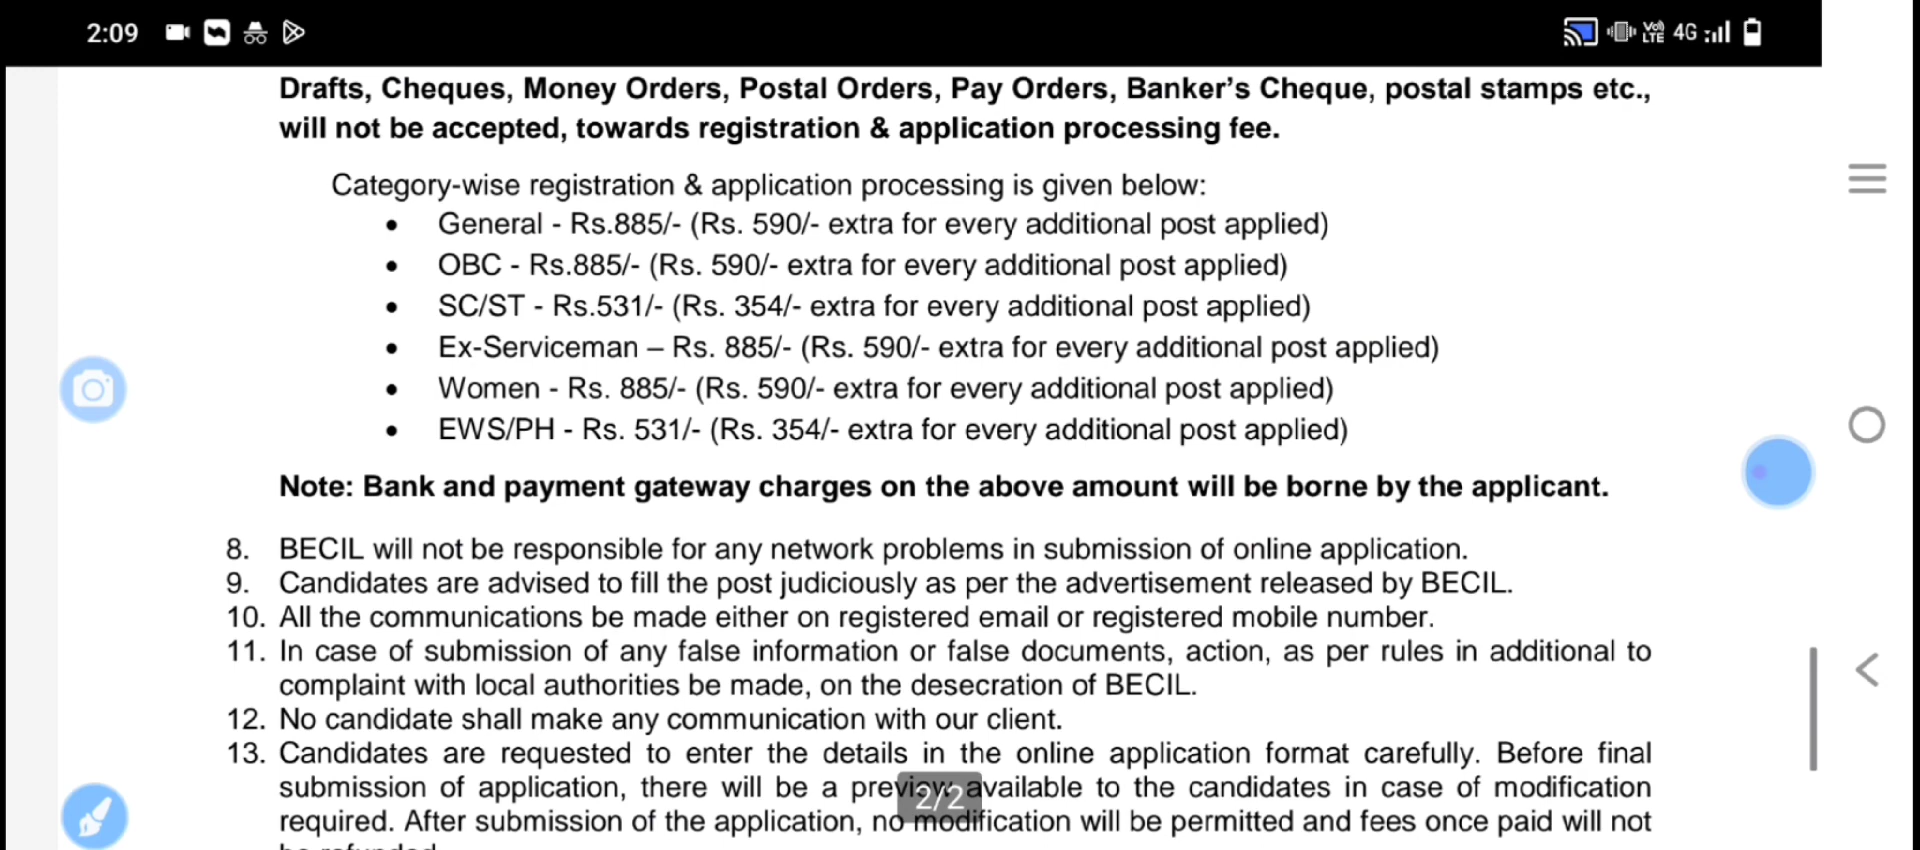 2:09
VoD LTE 4G
Drafts, Cheques, Money Orders, Postal Orders, Pay Orders, Banker's Cheque, postal stamps etc.,
will not be accepted, towards registration & application processing fee.
Category-wise registration & application processing is given below:
• General - Rs.885/- (Rs. 590/- extra for every additional post applied)
• OBC - Rs.885/- (Rs. 590/- extra for every additional post applied)
• SC/ST - Rs.531/- (Rs. 354/- extra for every additional post applied)
• Ex-Serviceman – Rs. 885/- (Rs. 590/- extra for every additional post applied)
• Women - Rs. 885/- (Rs. 590/- extra for every additional post applied)
• EWS/PH - Rs. 531/- (Rs. 354/- extra for every additional post applied)
Note: Bank and payment gateway charges on the above amount will be borne by the applicant.
8. BECIL will not be responsible for any network problems in submission of online application.
9. Candidates are advised to fill the post judiciously as per the advertisement released by BECIL.
10. All the communications be made either on registered email or registered mobile number.
11. In case of submission of any false information or false documents, action, as per rules in additional to
complaint with local authorities be made, on the desecration of BECIL.
12. No candidate shall make any communication with our client.
13. Candidates are requested to enter the details in the online application format carefully. Before final
submission of application, there will be a preview available to the candidates in case of modification
2/2
required. After submission of the application, no modification will be permitted and fees once paid will not